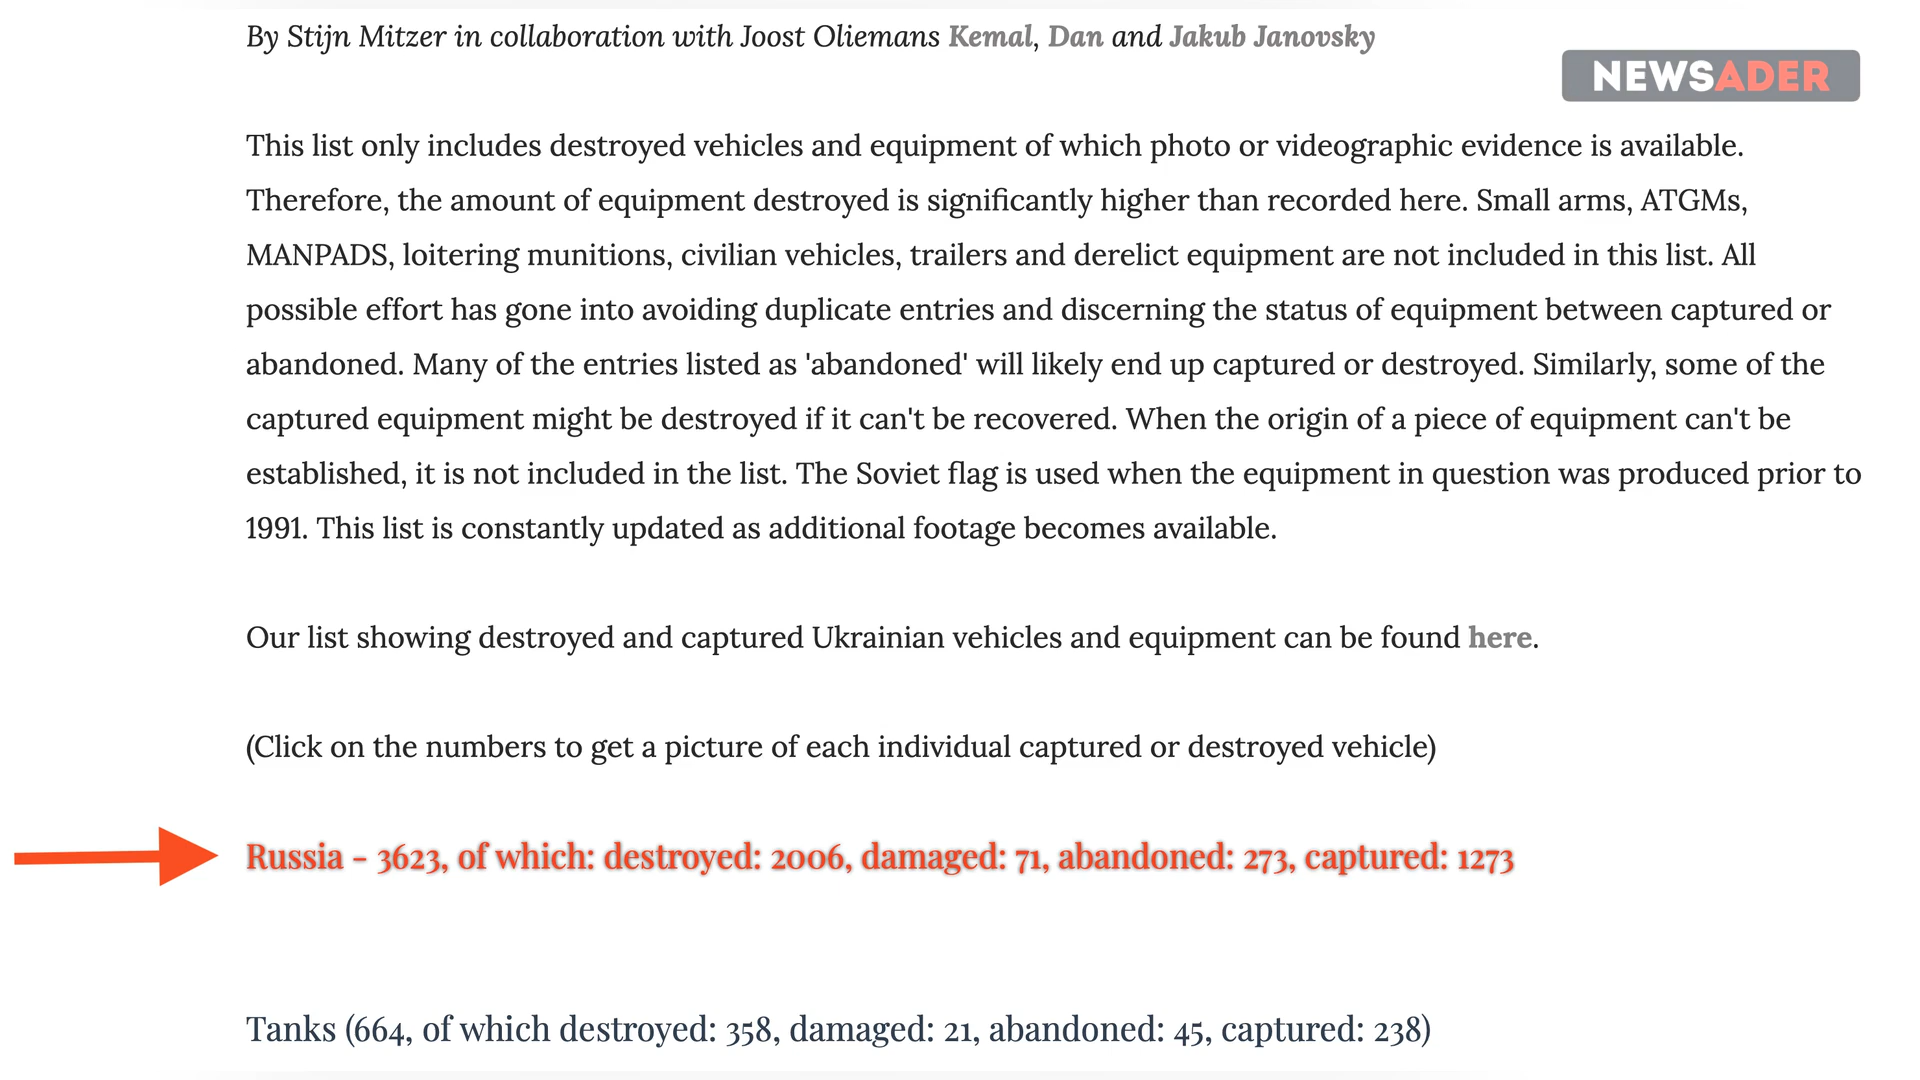 By Stijn Mitzer in collaboration with Joost Oliemans Kemal, Dan and Jakub Janovsky
NEWSADER
This list only includes destroyed vehicles and equipment of which photo or videographic evidence is available.
Therefore, the amount of equipment destroyed is significantly higher than recorded here. Small arms, ATGMs,
MANPADS, loitering munitions, civilian vehicles, trailers and derelict equipment are not included in this list. All
possible effort has gone into avoiding duplicate entries and discerning the status of equipment between captured or
abandoned. Many of the entries listed as 'abandoned' will likely end up captured or destroyed. Similarly, some of the
captured equipment might be destroyed if it can't be recovered. When the origin of a piece of equipment can't be
established, it is not included in the list. The Soviet flag is used when the equipment in question was produced prior to
1991. This list is constantly updated as additional footage becomes available.
Our list showing destroyed and captured Ukrainian vehicles and equipment can be found here.
(Click on the numbers to get a picture of each individual captured or destroyed vehicle)
Russia - 3623, of which: destroyed: 2006, damaged: 71, abandoned: 273, captured: 1273
Tanks (664, of which destroyed: 358, damaged: 21, abandoned: 45, captured: 238)